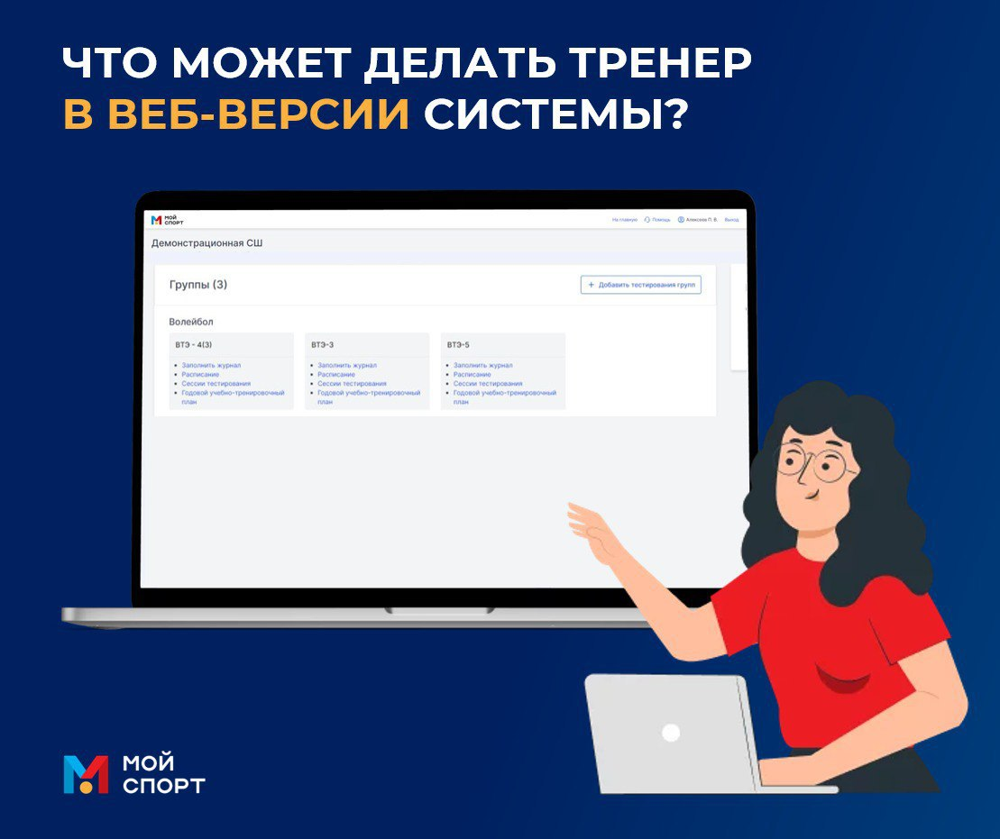 ЧТО МОЖЕТ ДЕЛАТЬ ТРЕНЕР
В ВЕБ-ВЕРСИИ СИСТЕМЫ?
МОЙ
СПОРТ
На главную Помощь Алексеев П. В. Выход
Демонстрационная СШ
Группы (3)
+ Добавить тестирования групп
Волейбол
ВТЭ - 4(3)
• Заполнить журнал
• Расписание
• Сессии тестирования
• Годовой учебно-тренировочный
план
ВТЭ-3
• Заполнить журнал
• Расписание
• Сессии тестирования
• Годовой учебно-тренировочный
план
ВТЭ-5
• Заполнить журнал
• Расписание
• Сессии тестирования
• Годовой учебно-тренировочный
план
МОЙ
СПОРТ